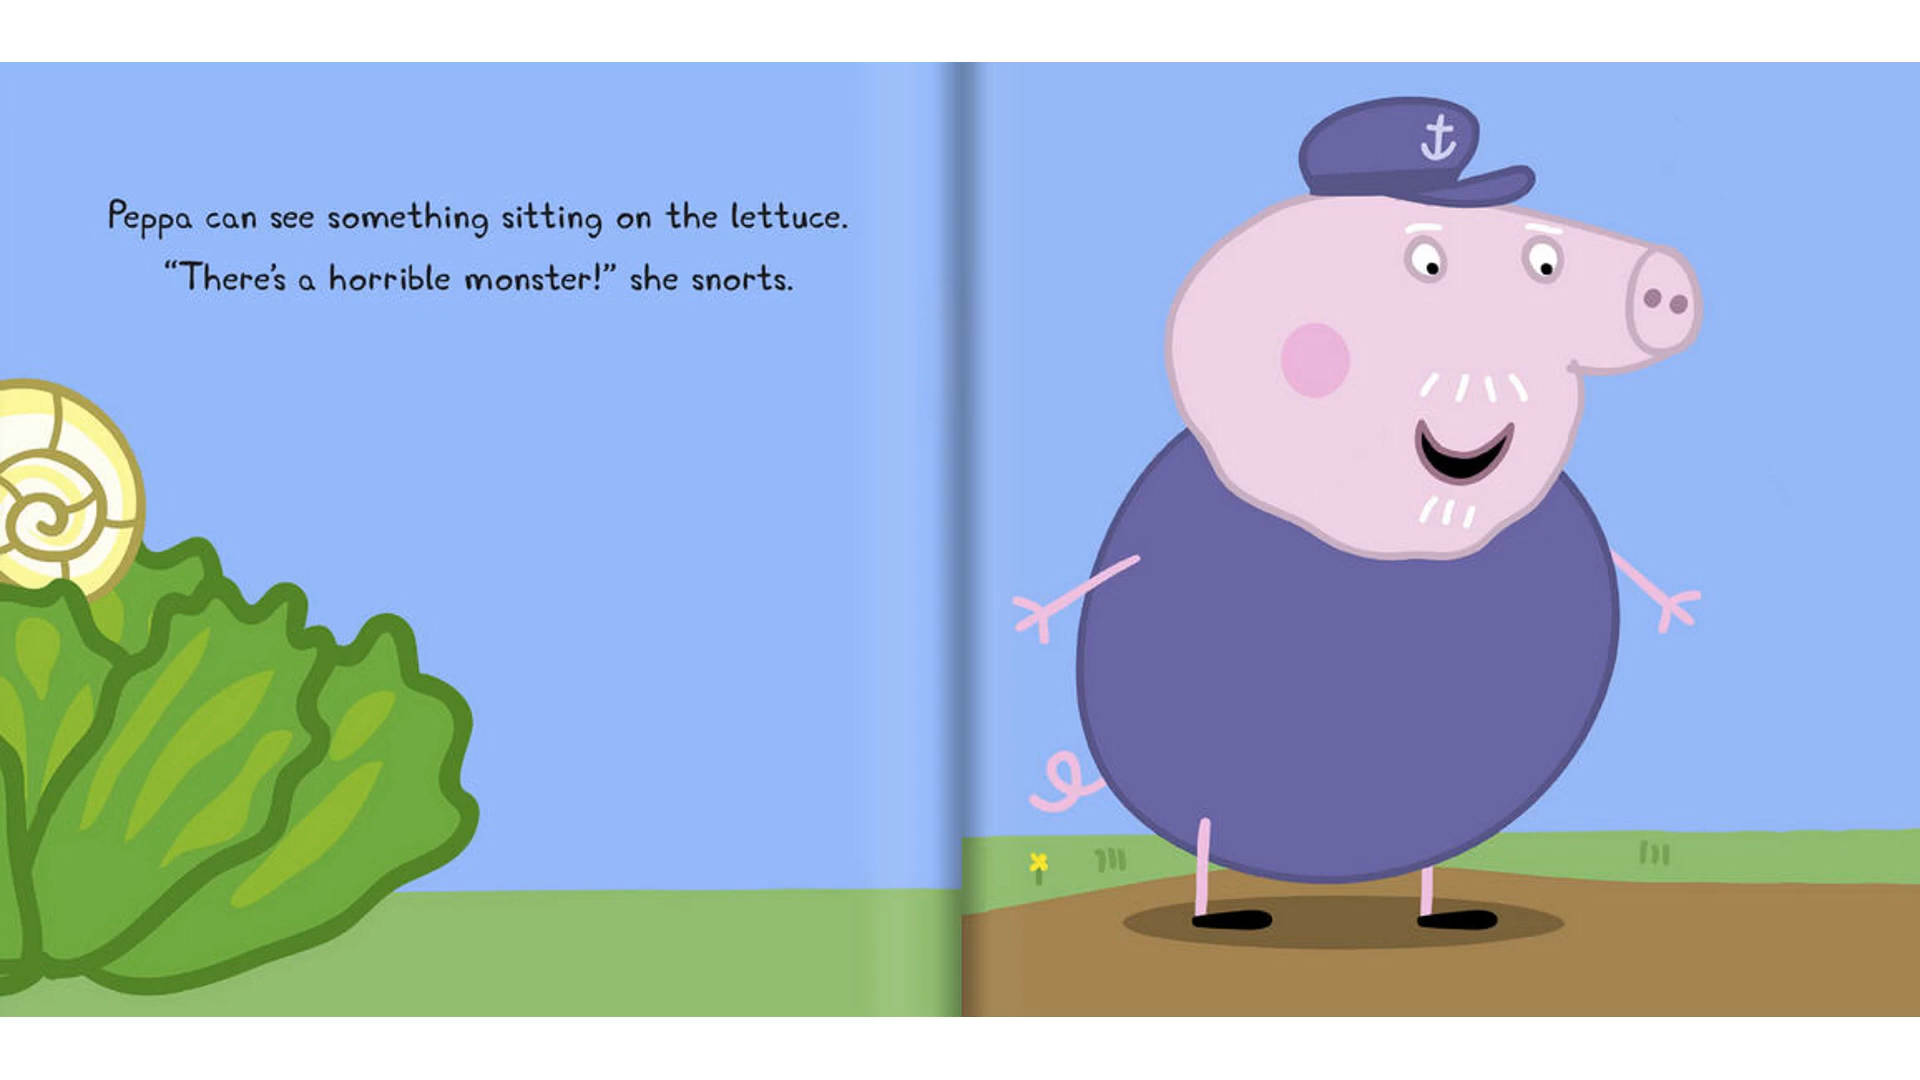 Peppa can see something sitting on the lettuce.
“There’s a horrible monster!” she snorts.